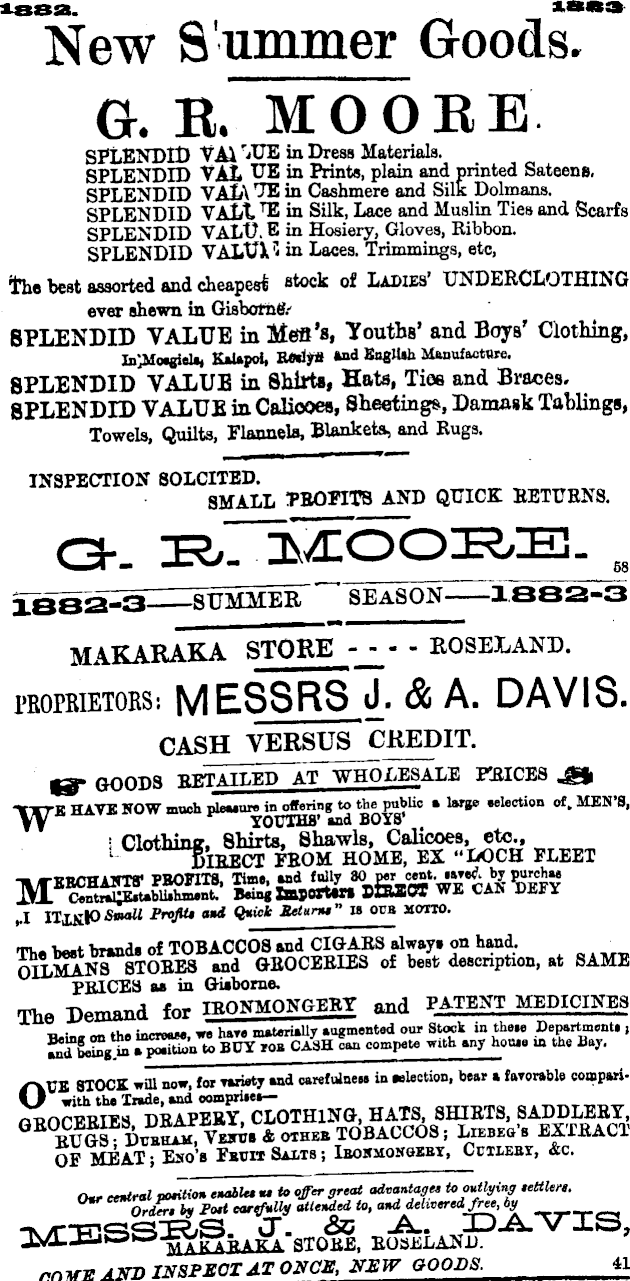 1882. 1883
New Summer Goods.
G. R. MOORE.
SPLENDID VALUE in Dress Materials.
SPLENDID VALUE in Prints, plain and printed Sateens.
SPLENDID VALUE in Cashmere and Silk Dolmans.
SPLENDID VALUE in Silk, Lace and Muslin Ties and Scarfs
SPLENDID VALUE in Hosiery, Gloves, Ribbon.
SPLENDID VALUE in Laces. Trimmings, etc,
The best assorted and cheapest stock of LADIES' UNDERCLOTHING
ever shewn in Gisborne.
SPLENDID VALUE in Men's, Youths' and Boys' Clothing,
In Mosgiels, Kaiapoi, Roslyn and English Manufacture.
SPLENDID VALUE in Shirts, Hats, Ties and Braces.
SPLENDID VALUE in Calicoes, Sheetings, Damask Tablings,
Towels, Quilts, Flannels, Blankets, and Rugs.
INSPECTION SOLCITED.
SMALL PROFITS AND QUICK RETURNS.
G. R. MOORE.
58
1882-3—SUMMER SEASON—1882-3
MAKARAKA STORE - - - - ROSELAND.
PROPRIETORS: MESSRS J. & A. DAVIS.
CASH VERSUS CREDIT.
GOODS RETAILED AT WHOLESALE PRICES
WE HAVE NOW much pleasure in offering to the public a large selection of MEN'S,
YOUTHS' and BOYS'
Clothing, Shirts, Shawls, Calicoes, etc.,
DIRECT FROM HOME, EX "LOCH FLEET
MERCHANTS' PROFITS, Time, and fully 30 per cent. saved by purchas
Central Establishment. Being Importers DIRECT WE CAN DEFY
Small Profits and Quick Returns" IS OUR MOTTO.
The best brands of TOBACCOS and CIGARS always on hand.
OILMANS STORES and GROCERIES of best description, at SAME
PRICES as in Gisborne.
The Demand for IRONMONGERY and PATENT MEDICINES
Being on the increase, we have materially augmented our Stock in these Departments ;
and being in a position to BUY FOR CASH can compete with any house in the Bay.
OUR STOCK will now, for variety and carefulness in selection, bear a favorable compari-
with the Trade, and comprises—
GROCERIES, DRAPERY, CLOTHING, HATS, SHIRTS, SADDLERY,
RUGS; DURHAM, VENUS & OTHER TOBACCOS; LIEBEG'S EXTRACT
OF MEAT; ENO'S FRUIT SALTS; IRONMONGERY, CUTLERY, &c.
Our central position enables us to offer great advantages to outlying settlers.
Orders by Post carefully attended to, and delivered free, by
MESSRS. J. & A. DAVIS,
MAKARAKA STORE, ROSELAND.
COME AND INSPECT AT ONCE, NEW GOODS. 41